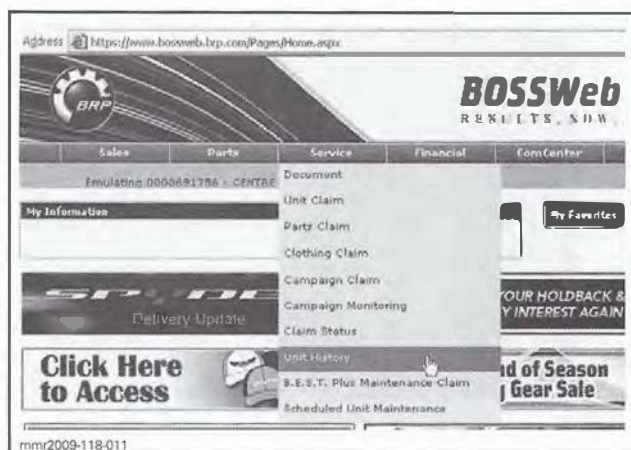 Address https://www.bossweb.brp.com/Pages/Home.aspx
BRP
BOSSWeb
RESULTS. NOW.
Sales Parts Service Financial ComCenter
Emulating 0000691786 - CENTRE
Document
Unit Claim
My Information
My Favorites
Parts Claim
Clothing Claim
Campaign Claim
SPYDE
OUR HOLDBACK &
Campaign Monitoring
Y INTEREST AGAIN
Delivery Update
Claim Status
Click Here
to Access
Unit History
nd of Season
Gear Sale
B.E.S.T. Plus Maintenance Claim
Scheduled Unit Maintenance
mmr2009-118-011